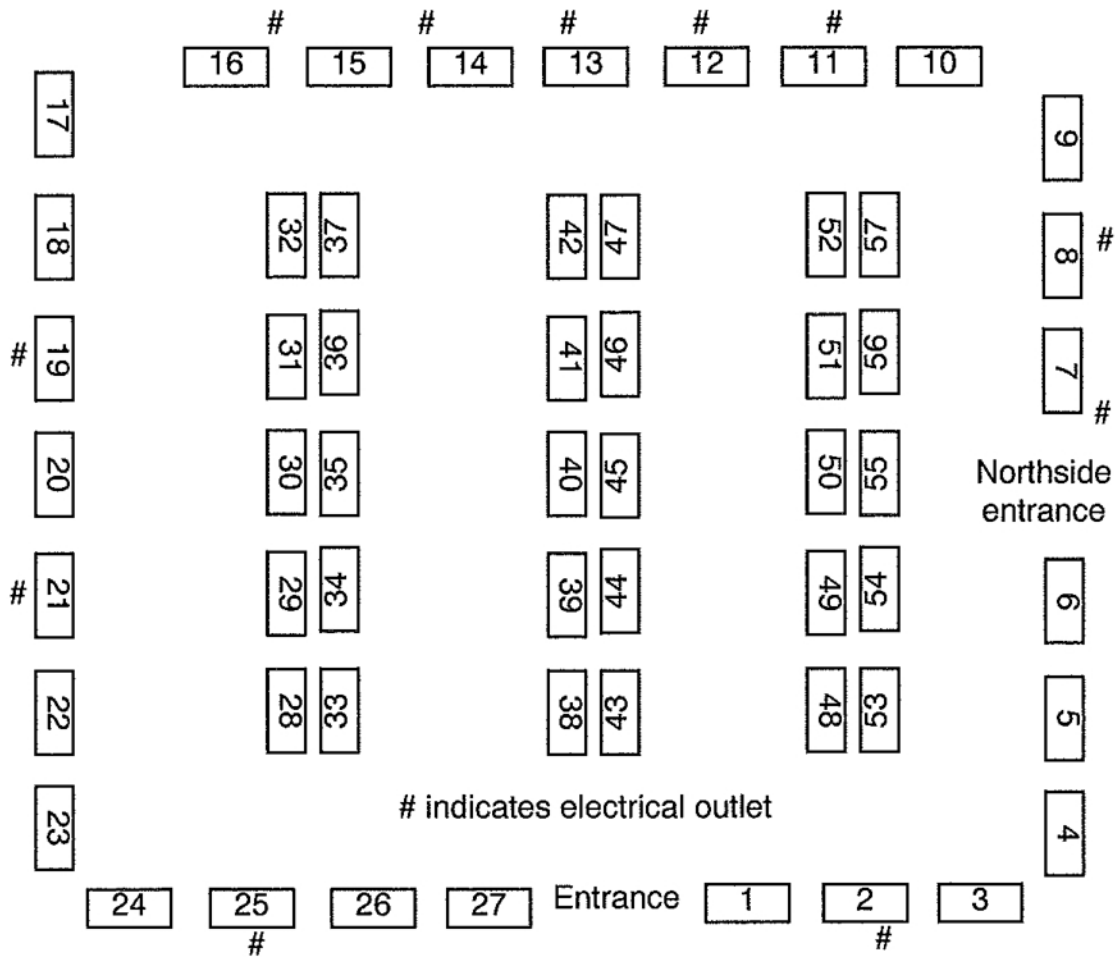 # # # # #
16 15 14 13 12 11 10
17 9
18 32 37 42 47 52 57 8 #
# 19 31 36 41 46 51 56 7
#
20 30 35 40 45 50 55
Northside
entrance
# 21 29 34 39 44 49 54 6
22 28 33 38 43 48 53 5
23 # indicates electrical outlet 4
24 25 26 27 Entrance 1 2 3
# #